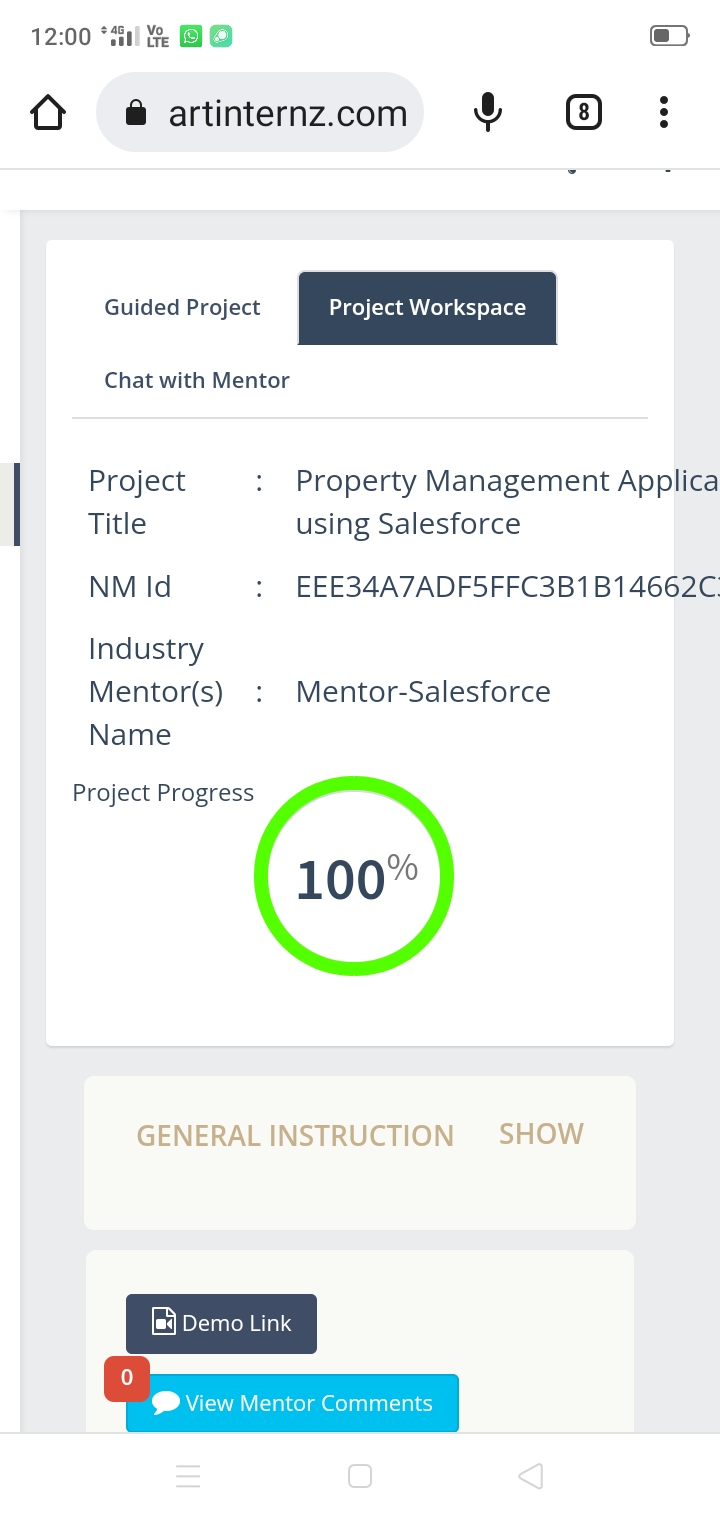 12:00 4G Vo LTE
artinternz.com 8
Guided Project Project Workspace
Chat with Mentor
Project Title : Property Management Applica
using Salesforce
NM Id : EEE34A7ADF5FFC3B1B14662C
Industry
Mentor(s) : Mentor-Salesforce
Name
Project Progress
100%
GENERAL INSTRUCTION SHOW
Demo Link
0
View Mentor Comments